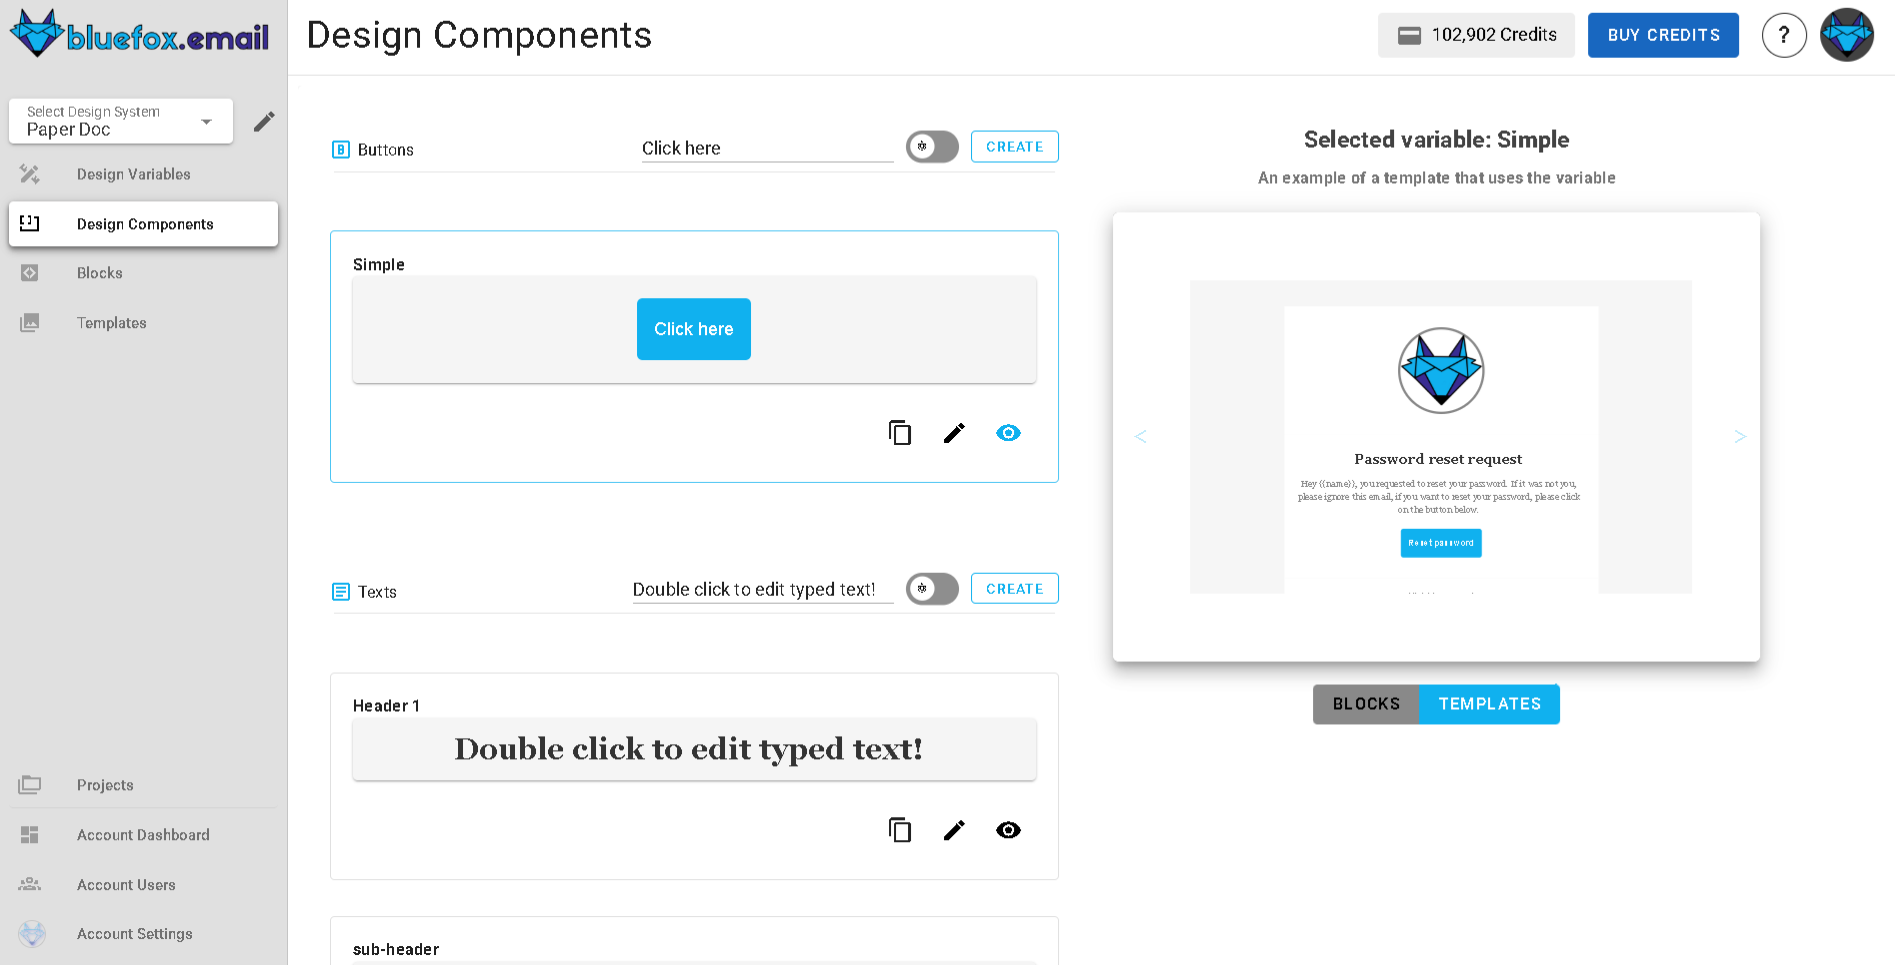 bluefox.email
Design Components
102,902 Credits
BUY CREDITS
?
Select Design System
Paper Doc
Design Variables
Design Components
Blocks
Templates
Projects
Account Dashboard
Account Users
Account Settings
B Buttons
Click here
CREATE
Simple
Click here
Texts
Double click to edit typed text!
CREATE
Header 1
Double click to edit typed text!
sub-header
Selected variable: Simple
An example of a template that uses the variable
<
>
Password reset request
Hey {{name}}, you requested to reset your password. If it was not you,
please ignore this email, if you want to reset your password, please click
on the button below.
Reset password
BLOCKS
TEMPLATES